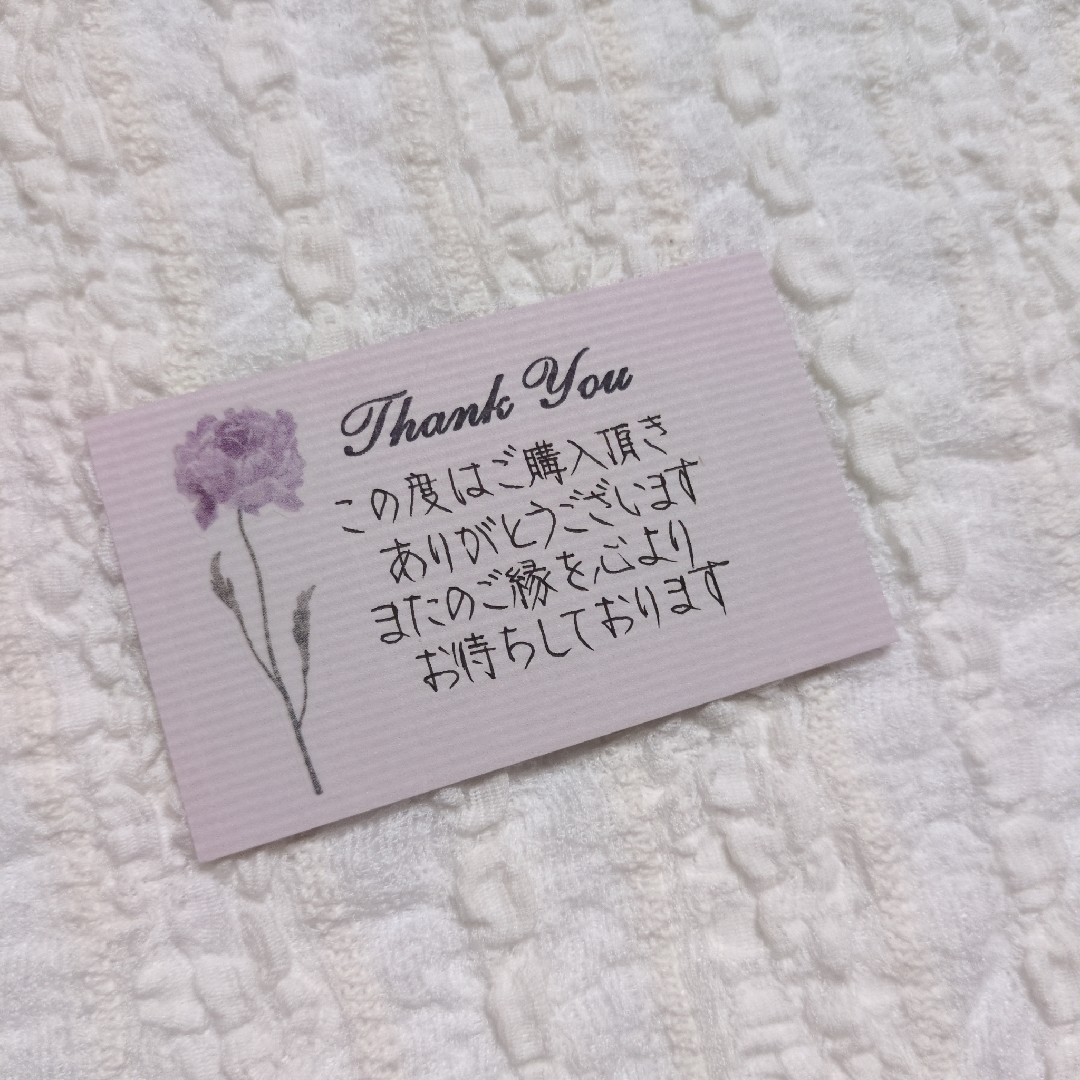 Thank You
この度はご購入頂き
ありがとうございます
またのご縁を心より
お待ちしております